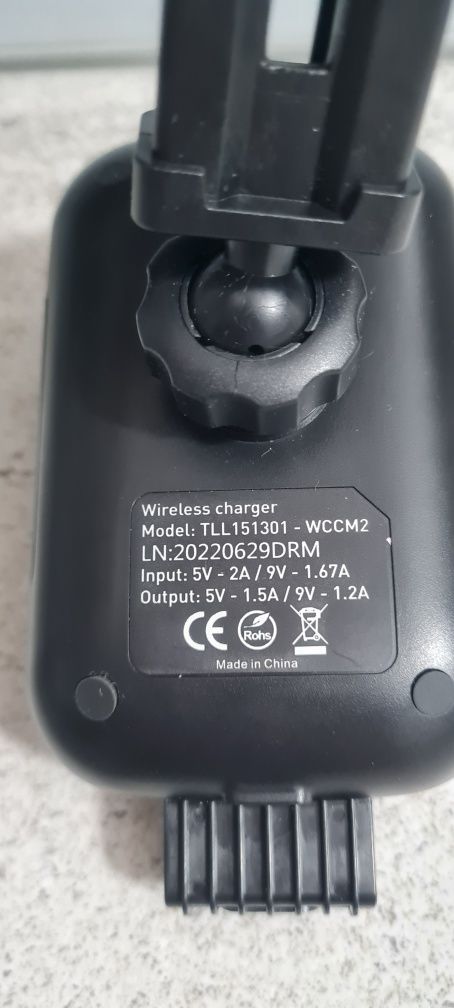 Wireless charger
Model: TLL151301 - WCCM2
LN:20220629DRM
Input: 5V - 2A / 9V - 1.67A
Output: 5V - 1.5A / 9V - 1.2A
CE Rohs
Made in China